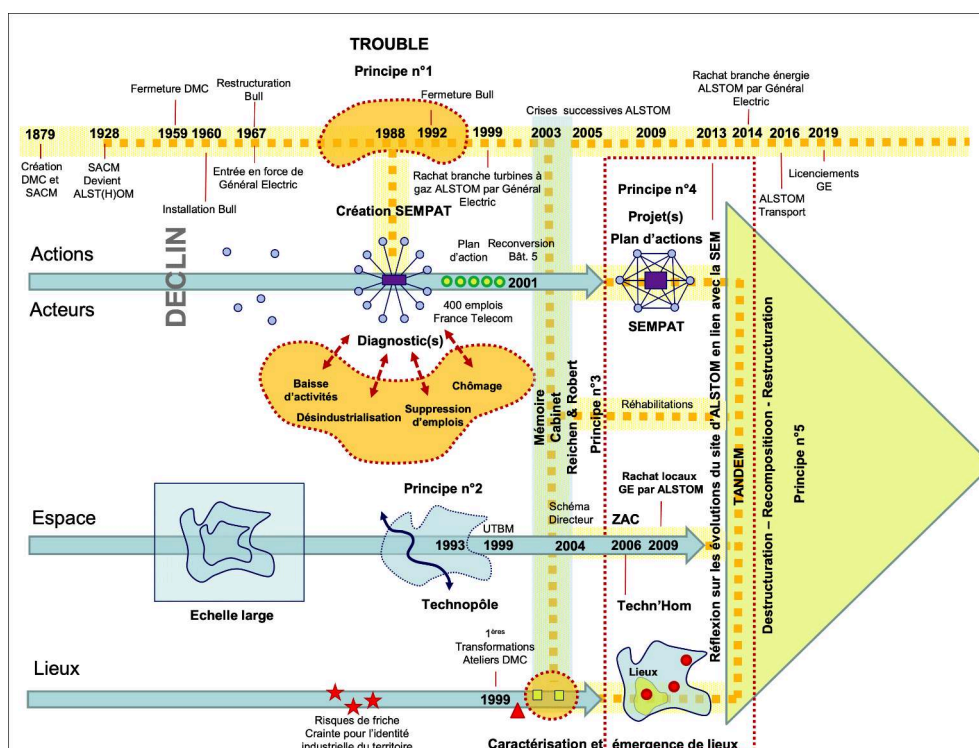 TROUBLE
Principe n°1
Fermeture DMC
Restructuration
Bull
Fermeture Bull
Crises successives ALSTOM
Rachat branche énergie
ALSTOM par Général
Electric
1879
1928
1959
1960
1967
1988
1992
1999
2003
2005
2009
2013
2014
2016
2019
Création
DMC et
SACM
SACM
Devient
ALST(H)OM
Installation Bull
Entrée en force de
Général Electric
Rachat branche turbines à
gaz ALSTOM par Général
Electric
ALSTOM
Transport
Licenciements
GE
Création SEMPAT
Principe n°4
Projet(s)
Plan d'actions
SEMPAT
Actions
Acteurs
DECLIN
Plan
d'action
Reconversion
Bât. 5
2001
400 emplois
France Telecom
Diagnostic(s)
Baisse
d'activités
Désindustrialisation
Suppression
d'emplois
Chômage
Mémoire
Cabinet
Reichen & Robert
Principe n°3
Réhabilitations
Réflexion sur les évolutions du site d'ALSTOM en lien avec la SEM
TANDEM
Destructuration – Recomposition - Restructuration
Principe n°5
Espace
Echelle large
Principe n°2
Technopôle
UTBM
1993
1999
Schéma
Directeur
2004
ZAC
Rachat locaux
GE par ALSTOM
2006
2009
Techn'Hom
Lieux
1ères
Transformations
Ateliers DMC
1999
Lieux
Risques de friche
Crainte pour l'identité
industrielle du territoire
Caractérisation et émergence de lieux